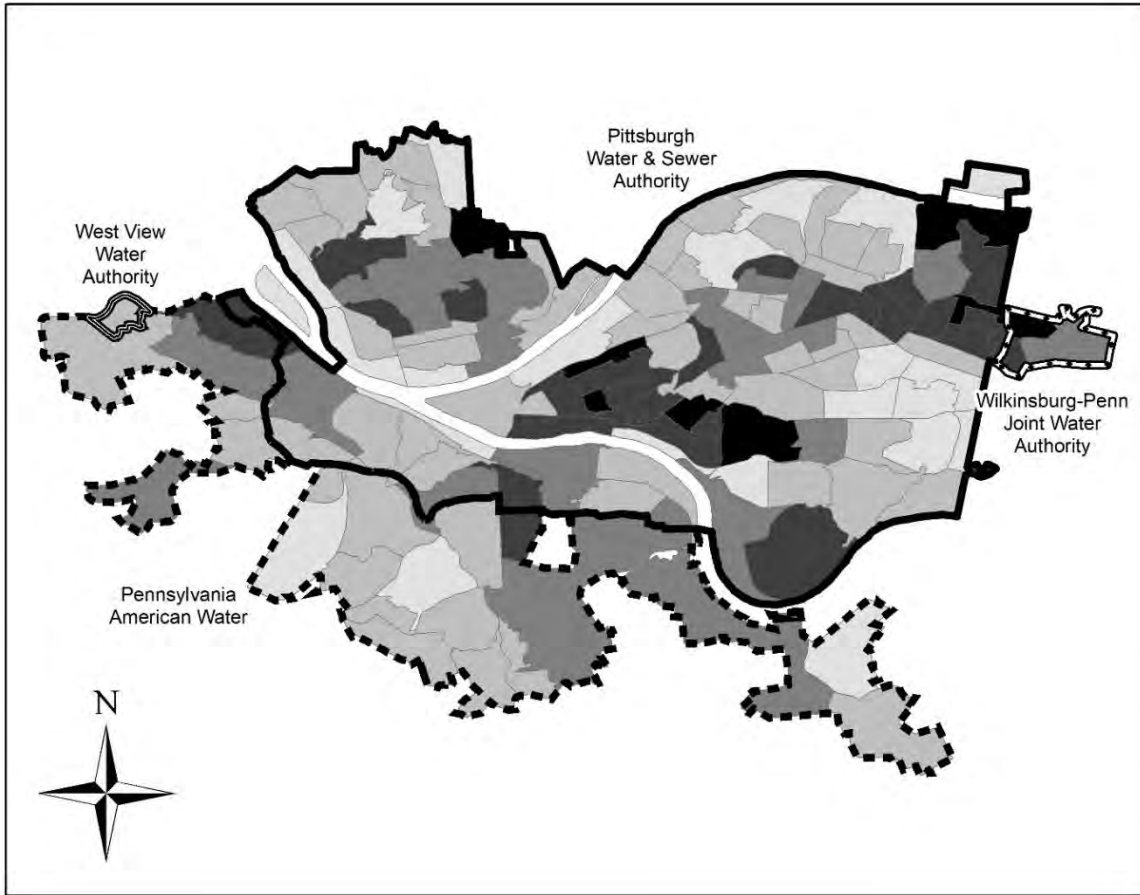 Pittsburgh
Water & Sewer
Authority
West View
Water
Authority
Wilkinsburg-Penn
Joint Water
Authority
Pennsylvania
American Water
N